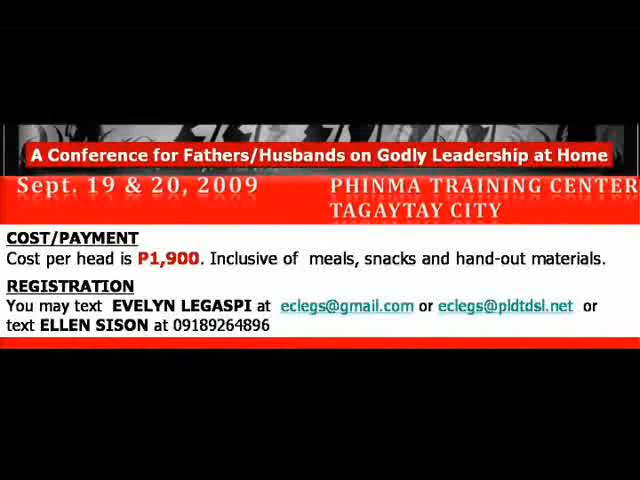 A Conference for Fathers/Husbands on Godly Leadership at Home
Sept. 19 & 20, 2009
PHINMA TRAINING CENTER
TAGAYTAY CITY
COST/PAYMENT
Cost per head is P1,900. Inclusive of meals, snacks and hand-out materials.
REGISTRATION
You may text EVELYN LEGASPI at eclegs@gmail.com or eclegs@pldtdsl.net or
text ELLEN SISON at 09189264896